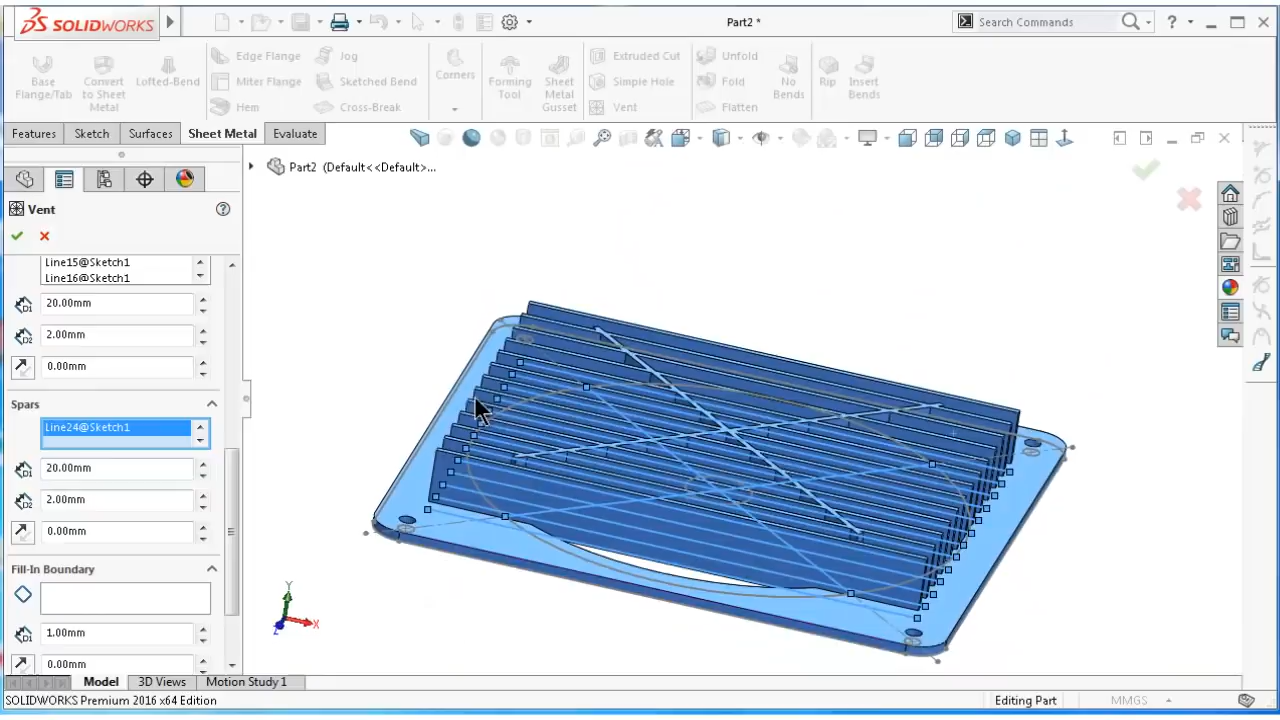 SOLIDWORKS
Part2 *
Search Commands
Base Flange/Tab
Convert to Sheet Metal
Lofted-Bend
Edge Flange
Miter Flange
Hem
Jog
Sketched Bend
Cross-Break
Corners
Forming Tool
Sheet Metal Gusset
Extruded Cut
Simple Hole
Vent
Unfold
Fold
Flatten
No Bends
Rip
Insert Bends
Features
Sketch
Surfaces
Sheet Metal
Evaluate
Part2 (Default<<Default>...
Vent
Line15@Sketch1
Line16@Sketch1
20.00mm
2.00mm
0.00mm
Spars
Line24@Sketch1
20.00mm
2.00mm
0.00mm
Fill-In Boundary
1.00mm
0.00mm
Y
X
Z
Model
3D Views
Motion Study 1
SOLIDWORKS Premium 2016 x64 Edition
Editing Part
MMGS